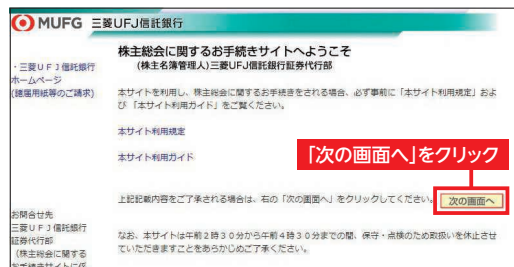 MUFG 三菱UFJ信託銀行
株主総会に関するお手続きサイトへようこそ
(株主名簿管理人)三菱UFJ信託銀行証券代行部
・三菱UFJ信託銀行
ホームページ
(諸届用紙等のご請求)
本サイトを利用し、株主総会に関するお手続きをされる場合、必ず事前に「本サイト利用規定」およ
び 「本サイト利用ガイド」をご覧ください。
本サイト利用規定
本サイト利用ガイド
「次の画面へ」をクリック
上記記載内容をご了承される場合は、右の「次の画面へ」をクリックしてください。 次の画面へ
なお、本サイトは午前2時30分から午前4時30分までの間、保守・点検のため取扱いを休止させ
ていただきますことをあらかじめご了承ください。
お問合せ先
三菱UFJ信託銀行
証券代行部
(株主総会に関する
お手続きサイトに係